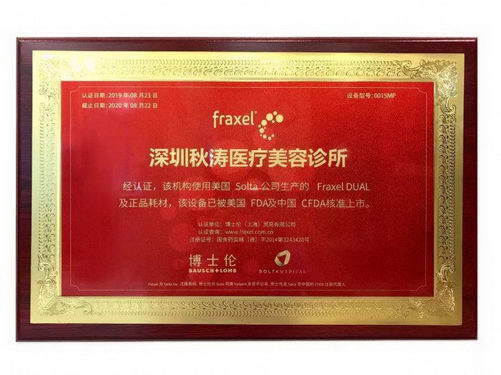 认证日期:2019年08月23日
截止日期:2020年08月22日
设备型号:0015MP
fraxel
深圳秋涛医疗美容诊所
经认证,该机构使用美国 Solta 公司生产的 Fraxel DUAL
及正品耗材,该设备已被美国 FDA及中国 CFDA核准上市。
认证单位:博士伦(上海)贸易有限公司
认证查询:www.fraxel.com.cn
博士伦
BAUSCH+LOMB
SOLTA MEDICAL